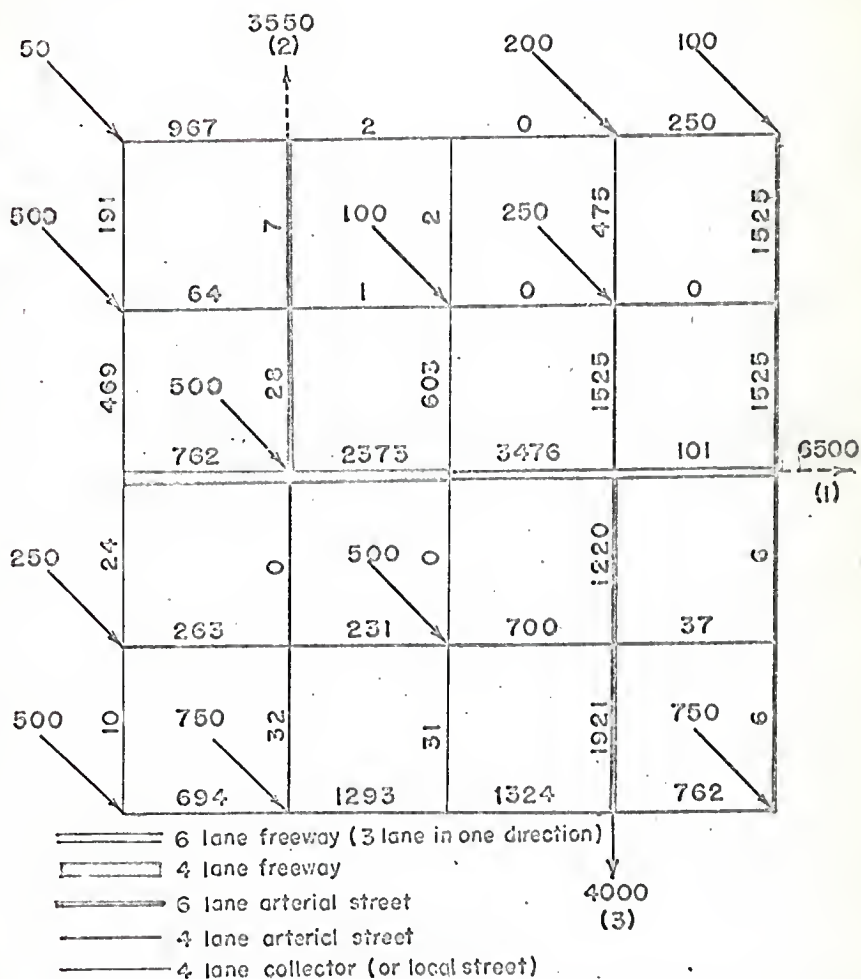 3550
50 (2) 200 100
967 2 0 250
191 7 2 475 1525
500 100 250
64 1 0 0
469 28 603 1525 1525
500
762 2373 3476 101 6500
(1)
24 0 0 1220 6
250 500
263 231 700 37
10 32 31 1921 6
500 750 750
694 1293 1324 762
6 lane freeway (3 lane in one direction)
4 lane freeway
6 lane arterial street
4 lane arterial street
4 lane collector (or local street)
4000
(3)